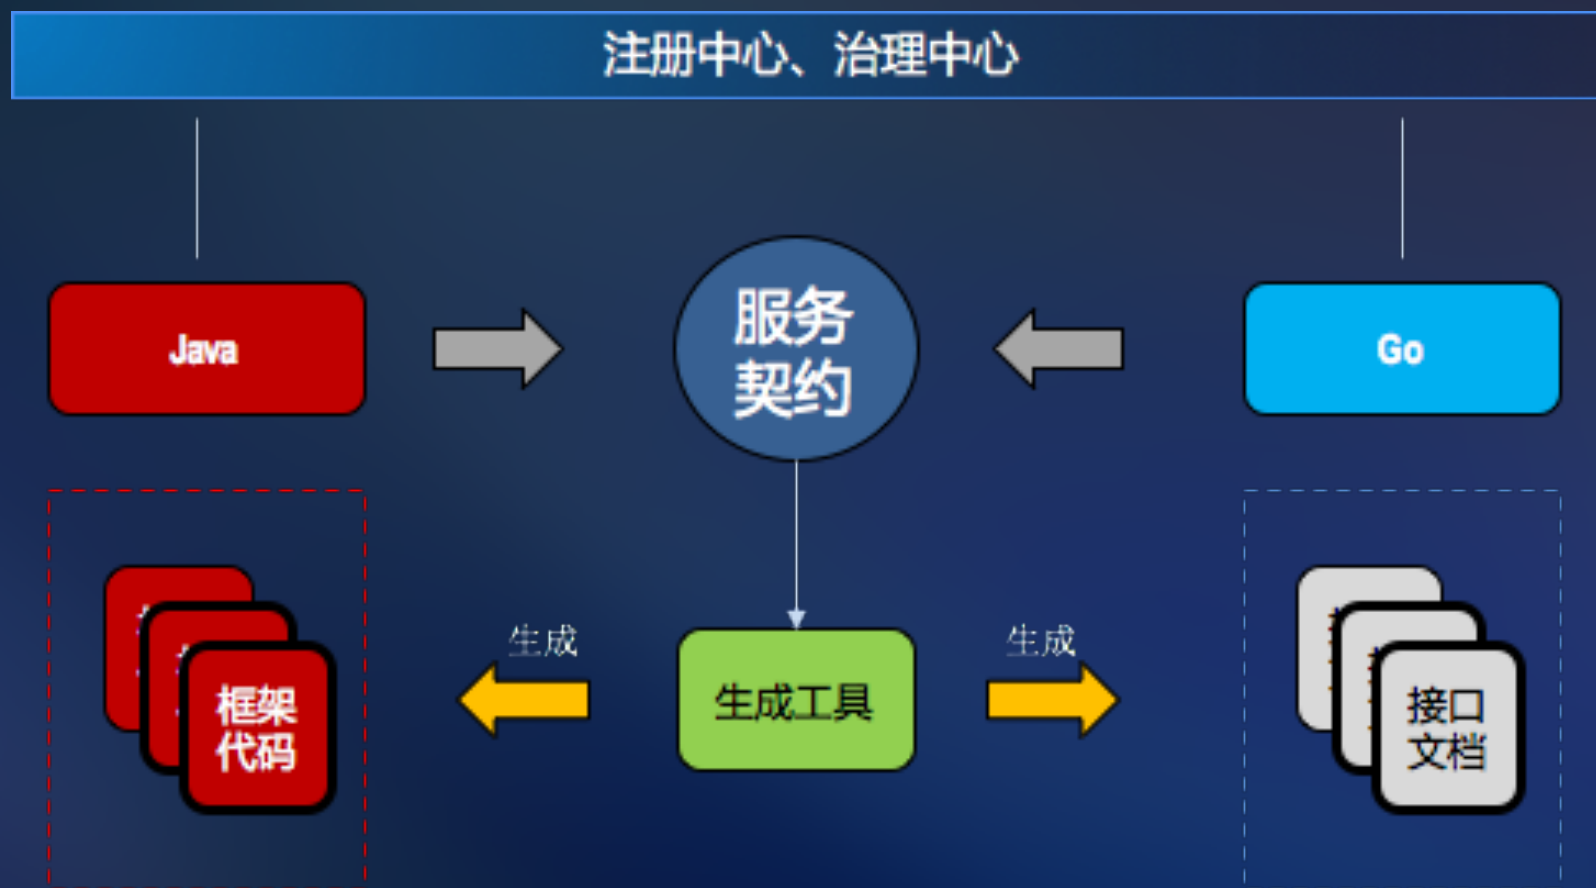 注册中心、治理中心
Java
服务
契约
Go
生成
生成
生成工具
框架
代码
接口
文档